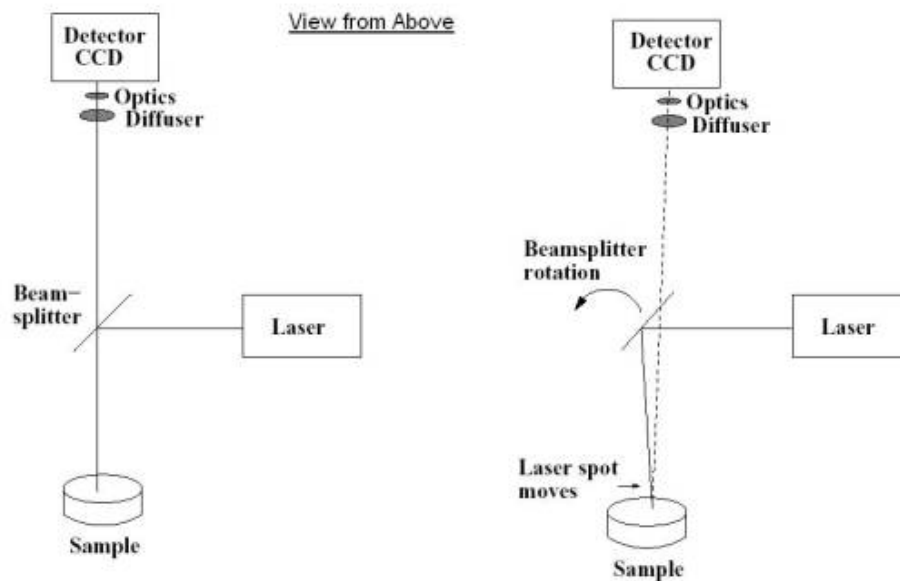 View from Above
Detector
CCD
Optics
Diffuser
Beam-
splitter
Laser
Sample
Detector
CCD
Optics
Diffuser
Beamsplitter
rotation
Laser
Laser spot
moves
Sample